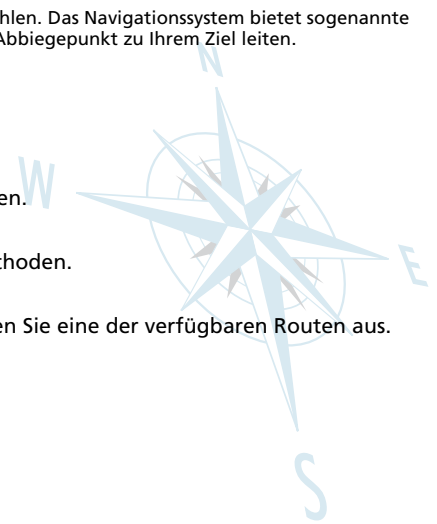 hlen. Das Navigationssystem bietet sogenannte
Abbiegepunkt zu Ihrem Ziel leiten.
N
W
en.
E
thoden.
en Sie eine der verfügbaren Routen aus.
S